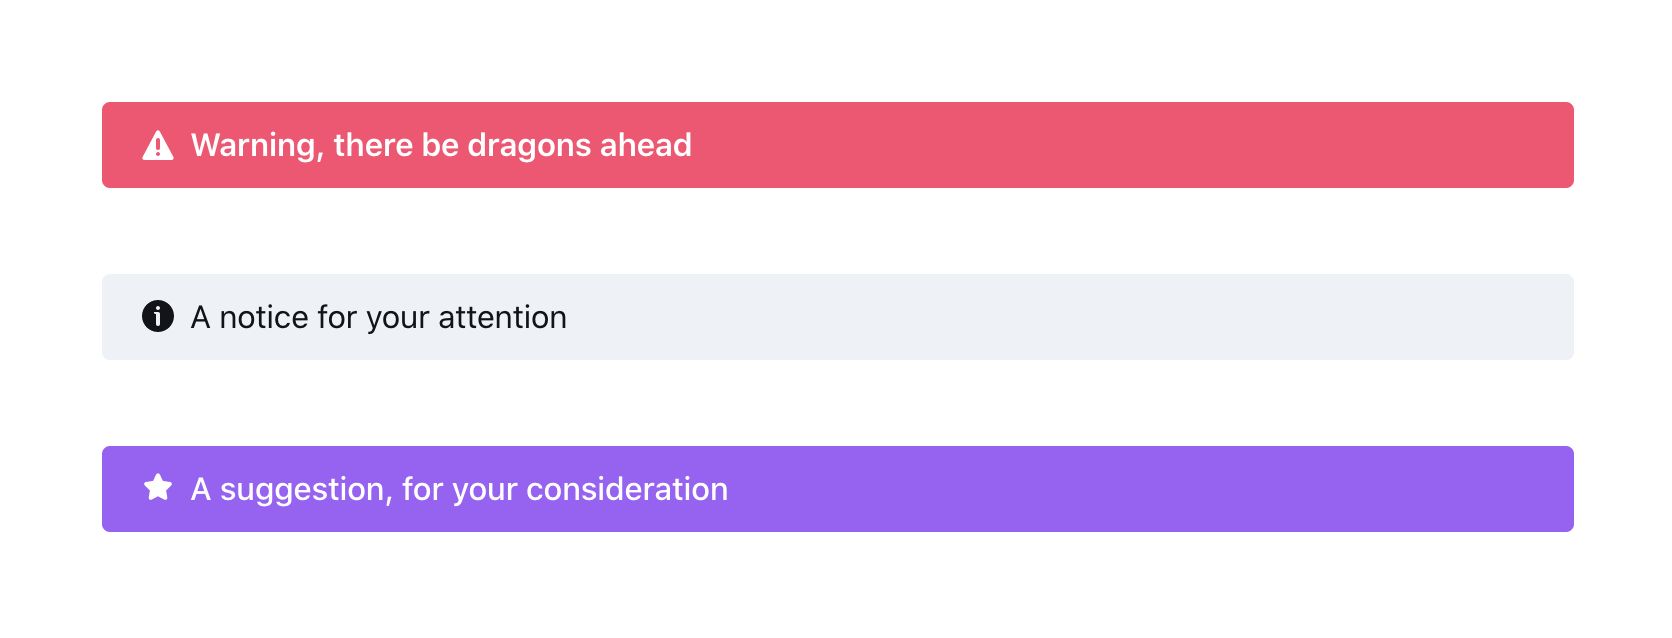 Warning, there be dragons ahead
A notice for your attention
A suggestion, for your consideration